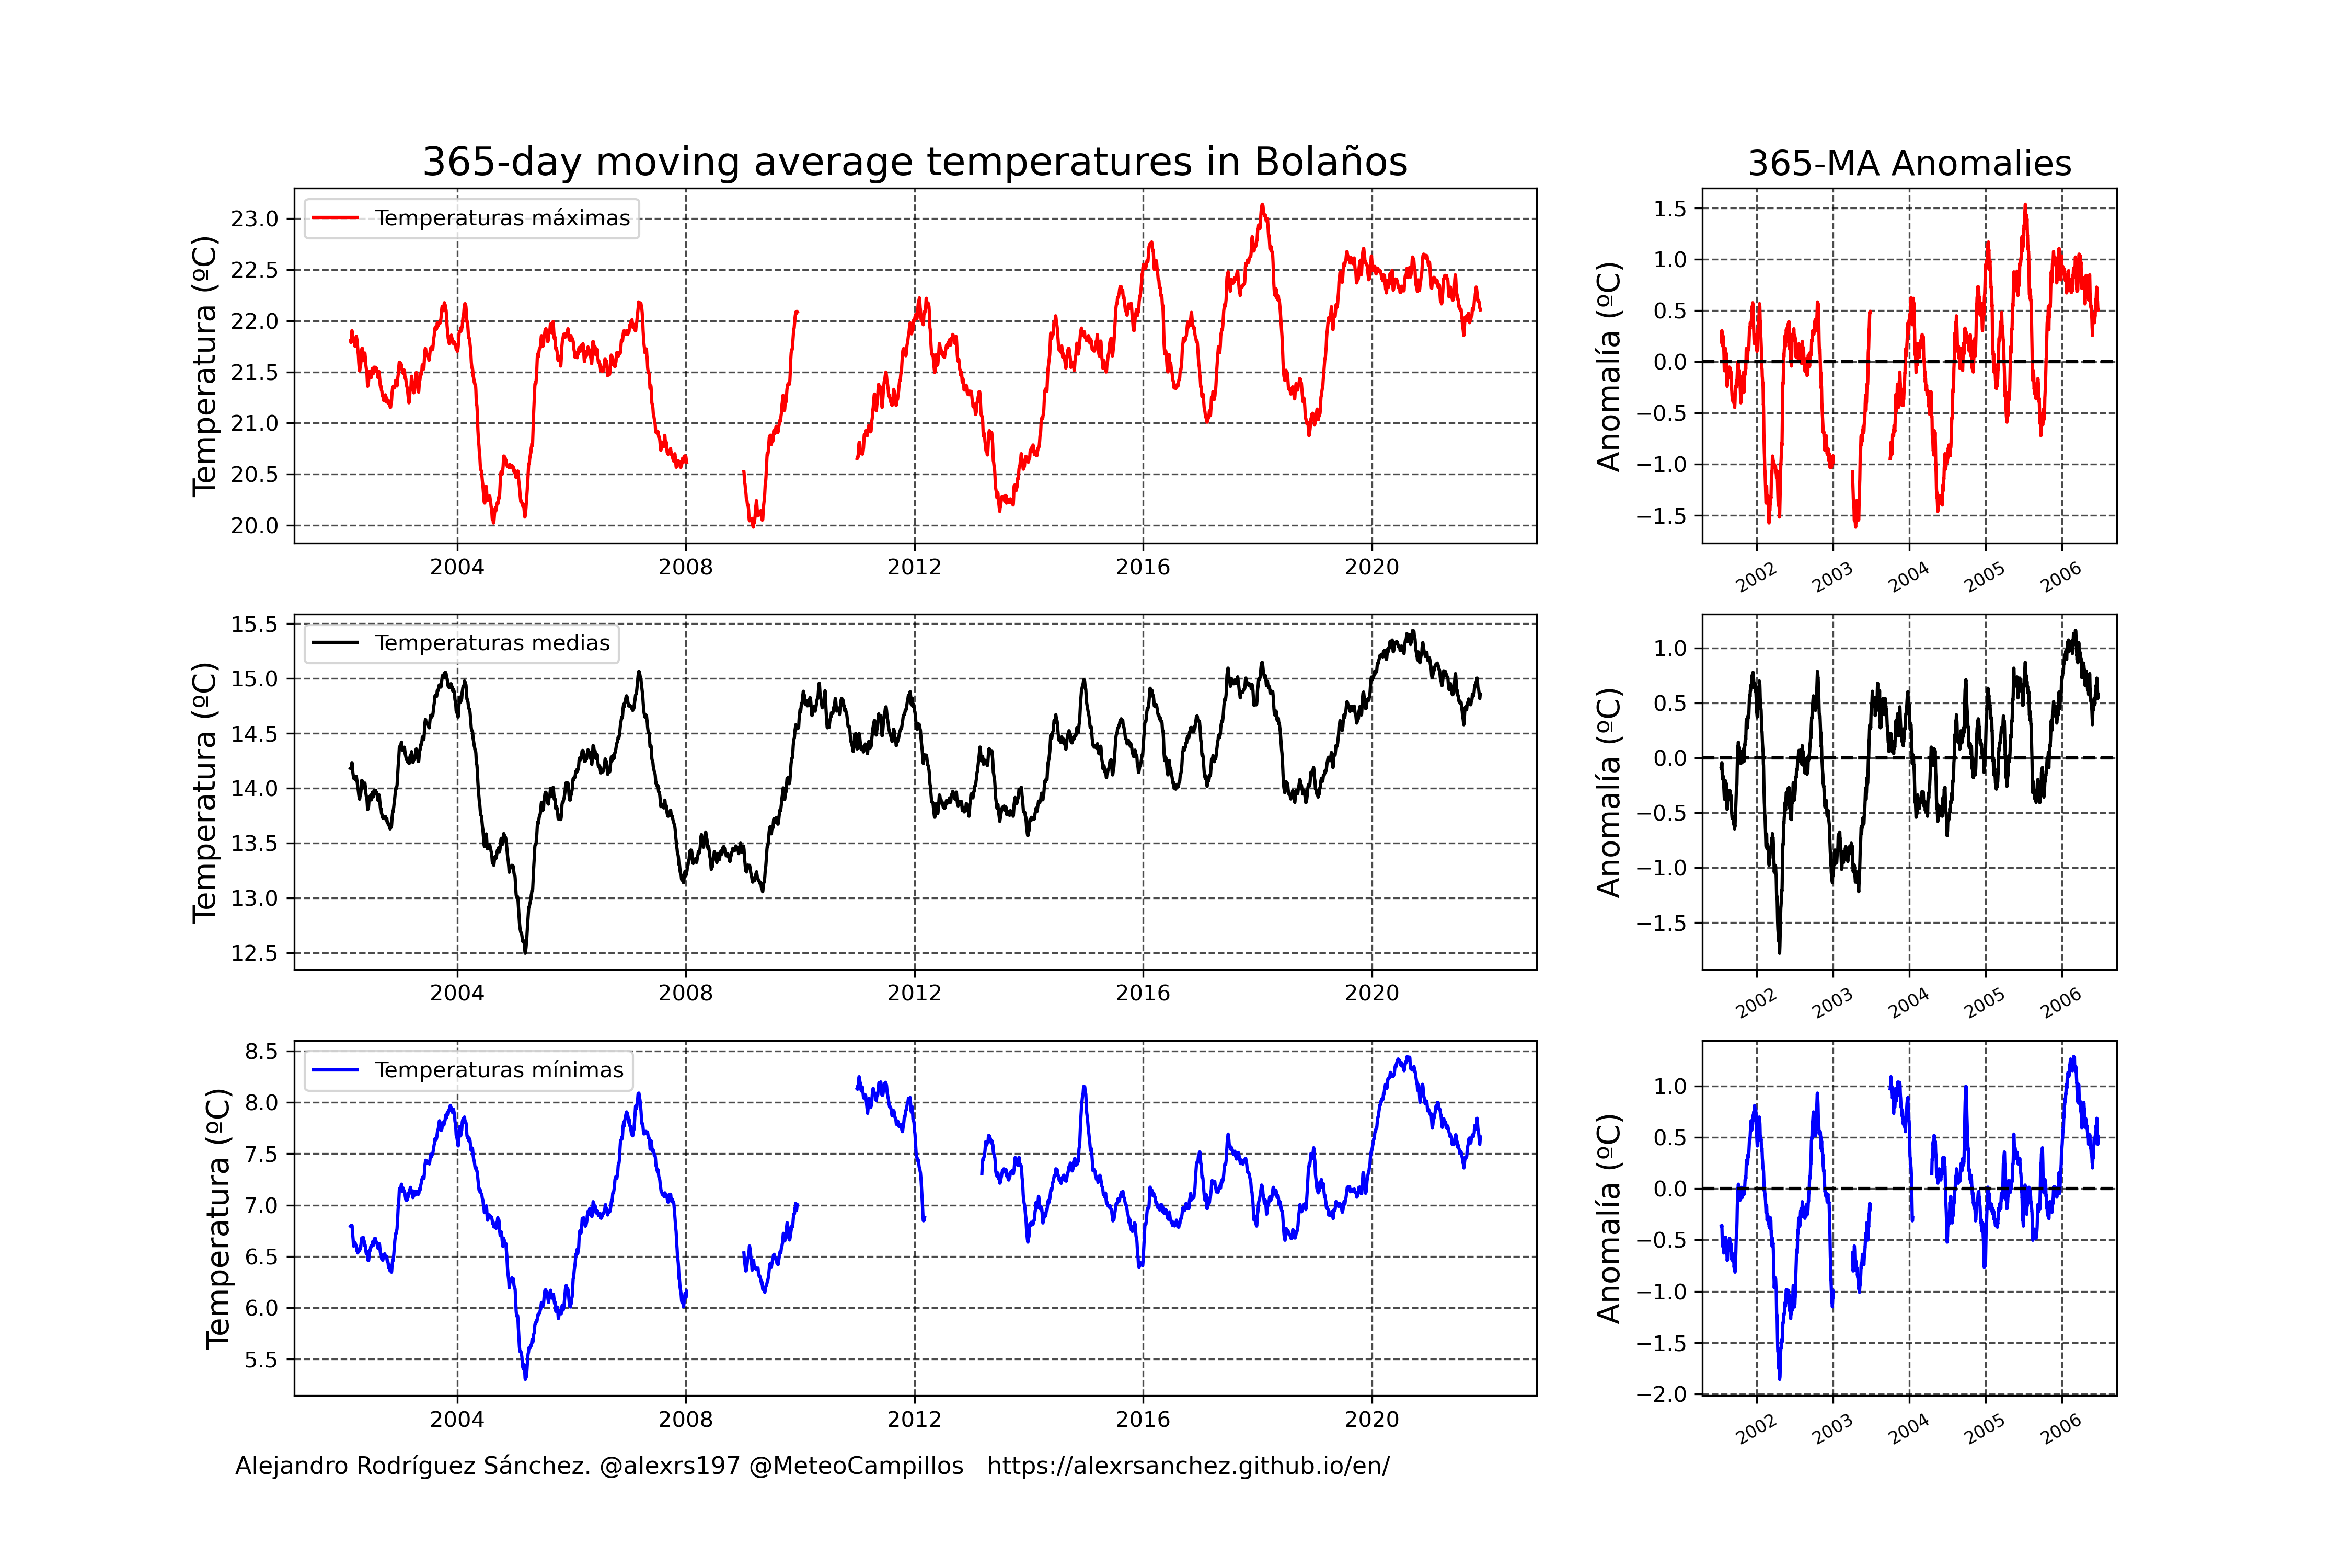 365-day moving average temperatures in Bolaños
Temperatura (ºC)
23.0
22.5
22.0
21.5
21.0
20.5
20.0
Temperaturas máximas
2004 2008 2012 2016 2020
365-MA Anomalies
Anomalía (ºC)
1.5
1.0
0.5
0.0
−0.5
−1.0
−1.5
2002 2003 2004 2005 2006
Temperatura (ºC)
15.5
15.0
14.5
14.0
13.5
13.0
12.5
Temperaturas medias
2004 2008 2012 2016 2020
Anomalía (ºC)
1.0
0.5
0.0
−0.5
−1.0
−1.5
2002 2003 2004 2005 2006
Temperatura (ºC)
8.5
8.0
7.5
7.0
6.5
6.0
5.5
Temperaturas mínimas
2004 2008 2012 2016 2020
Anomalía (ºC)
1.0
0.5
0.0
−0.5
−1.0
−1.5
−2.0
2002 2003 2004 2005 2006
Alejandro Rodríguez Sánchez. @alexrs197 @MeteoCampillos https://alexrsanchez.github.io/en/